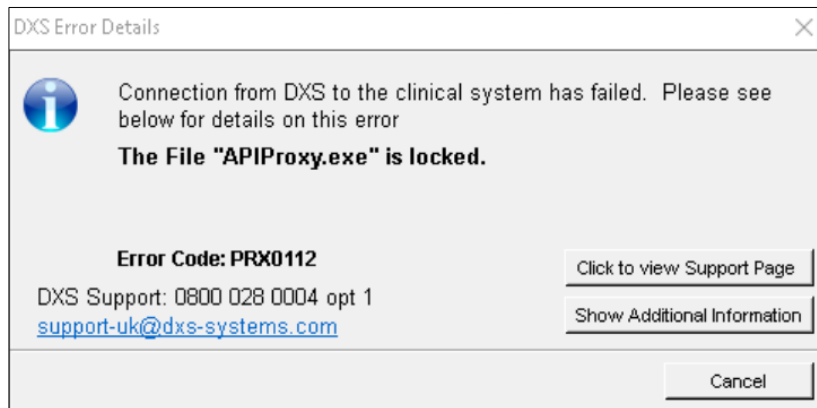 DXS Error Details
Connection from DXS to the clinical system has failed.  Please see
below for details on this error
The File "APIProxy.exe" is locked.
Error Code: PRX0112
DXS Support: 0800 028 0004 opt 1
support-uk@dxs-systems.com
Click to view Support Page
Show Additional Information
Cancel